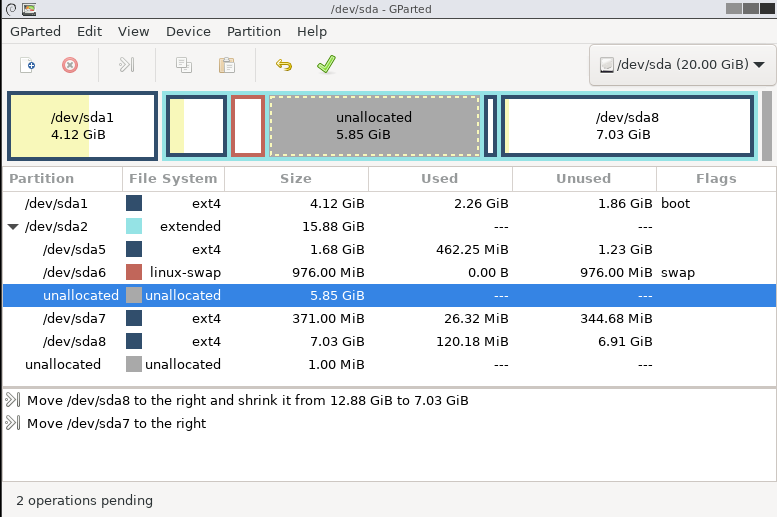 /dev/sda - GParted
GParted Edit View Device Partition Help
/dev/sda (20.00 GiB)
/dev/sda1
4.12 GiB
unallocated
5.85 GiB
/dev/sda8
7.03 GiB
Partition File System Size Used Unused Flags
/dev/sda1 ext4 4.12 GiB 2.26 GiB 1.86 GiB boot
/dev/sda2 extended 15.88 GiB --- ---
/dev/sda5 ext4 1.68 GiB 462.25 MiB 1.23 GiB
/dev/sda6 linux-swap 976.00 MiB 0.00 B 976.00 MiB swap
unallocated unallocated 5.85 GiB --- ---
/dev/sda7 ext4 371.00 MiB 26.32 MiB 344.68 MiB
/dev/sda8 ext4 7.03 GiB 120.18 MiB 6.91 GiB
unallocated unallocated 1.00 MiB --- ---
Move /dev/sda8 to the right and shrink it from 12.88 GiB to 7.03 GiB
Move /dev/sda7 to the right
2 operations pending